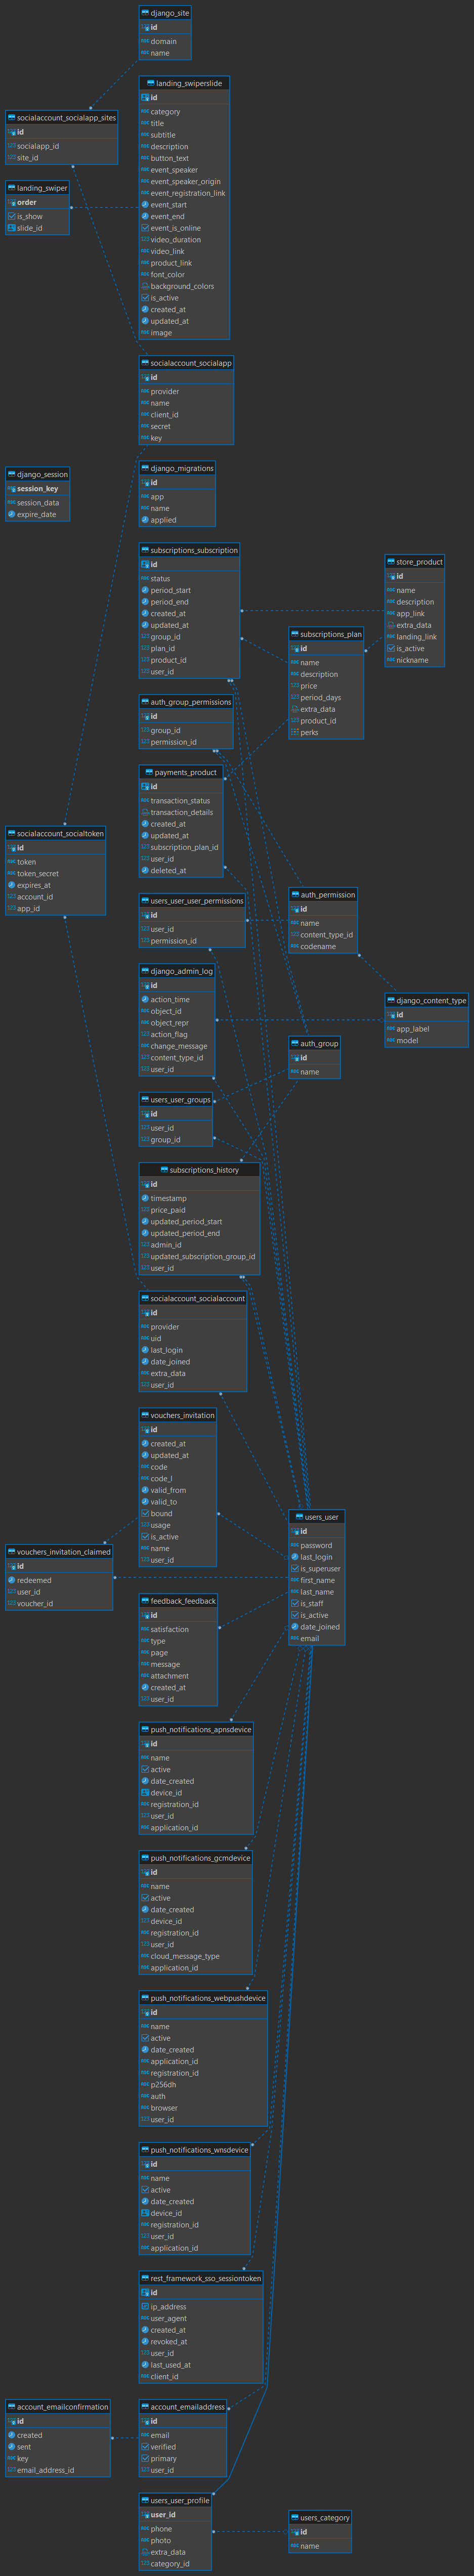 django_site
id
domain
name
landing_swiperslide
id
category
title
subtitle
description
button_text
event_speaker
event_speaker_origin
event_registration_link
event_start
event_end
event_is_online
video_duration
video_link
product_link
font_color
background_colors
is_active
created_at
updated_at
image
socialaccount_socialapp_sites
id
socialapp_id
site_id
landing_swiper
order
is_show
slide_id
socialaccount_socialapp
id
provider
name
client_id
secret
key
django_migrations
id
app
name
applied
django_session
session_key
session_data
expire_date
subscriptions_subscription
id
status
period_start
period_end
created_at
updated_at
group_id
plan_id
product_id
user_id
store_product
id
name
description
app_link
extra_data
landing_link
is_active
nickname
subscriptions_plan
id
name
description
price
period_days
extra_data
product_id
perks
auth_group_permissions
id
group_id
permission_id
payments_product
id
transaction_status
transaction_details
created_at
updated_at
subscription_plan_id
user_id
deleted_at
socialaccount_socialtoken
id
token
token_secret
expires_at
account_id
app_id
users_user_user_permissions
id
user_id
permission_id
auth_permission
id
name
content_type_id
codename
django_admin_log
id
action_time
object_id
object_repr
action_flag
change_message
content_type_id
user_id
django_content_type
id
app_label
model
auth_group
id
name
users_user_groups
id
user_id
group_id
subscriptions_history
id
timestamp
price_paid
updated_period_start
updated_period_end
admin_id
updated_subscription_group_id
user_id
socialaccount_socialaccount
id
provider
uid
last_login
date_joined
extra_data
user_id
vouchers_invitation
id
created_at
updated_at
code
code_l
valid_from
valid_to
bound
usage
is_active
name
user_id
users_user
id
password
last_login
is_superuser
first_name
last_name
is_staff
is_active
date_joined
email
vouchers_invitation_claimed
id
redeemed
user_id
voucher_id
feedback_feedback
id
satisfaction
type
page
message
attachment
created_at
user_id
push_notifications_apnsdevice
id
name
active
date_created
device_id
registration_id
user_id
application_id
push_notifications_gcmdevice
id
name
active
date_created
device_id
registration_id
user_id
cloud_message_type
application_id
push_notifications_webpushdevice
id
name
active
date_created
application_id
registration_id
p256dh
auth
browser
user_id
push_notifications_wnsdevice
id
name
active
date_created
device_id
registration_id
user_id
application_id
rest_framework_sso_sessiontoken
id
ip_address
user_agent
created_at
revoked_at
user_id
last_used_at
client_id
account_emailconfirmation
id
created
sent
key
email_address_id
account_emailaddress
id
email
verified
primary
user_id
users_user_profile
user_id
phone
photo
extra_data
category_id
users_category
id
name